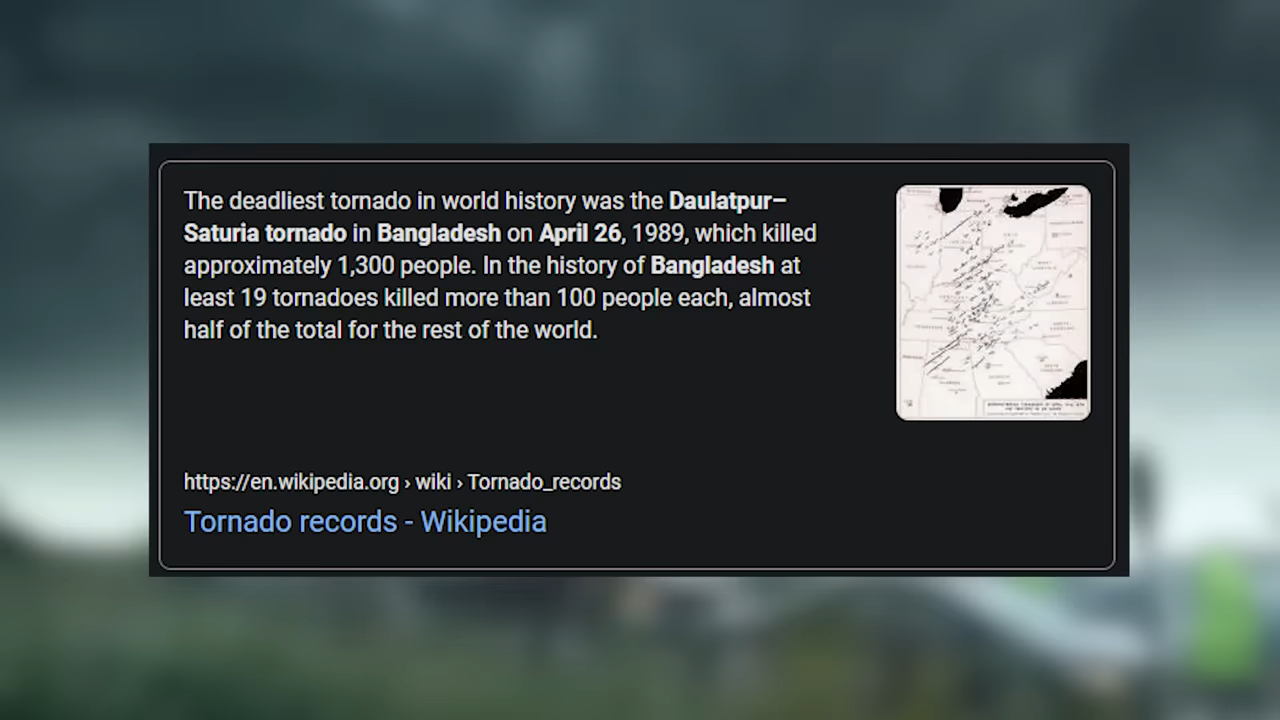 The deadliest tornado in world history was the Daulatpur–
Saturia tornado in Bangladesh on April 26, 1989, which killed
approximately 1,300 people. In the history of Bangladesh at
least 19 tornadoes killed more than 100 people each, almost
half of the total for the rest of the world.
https://en.wikipedia.org › wiki › Tornado_records
Tornado records - Wikipedia